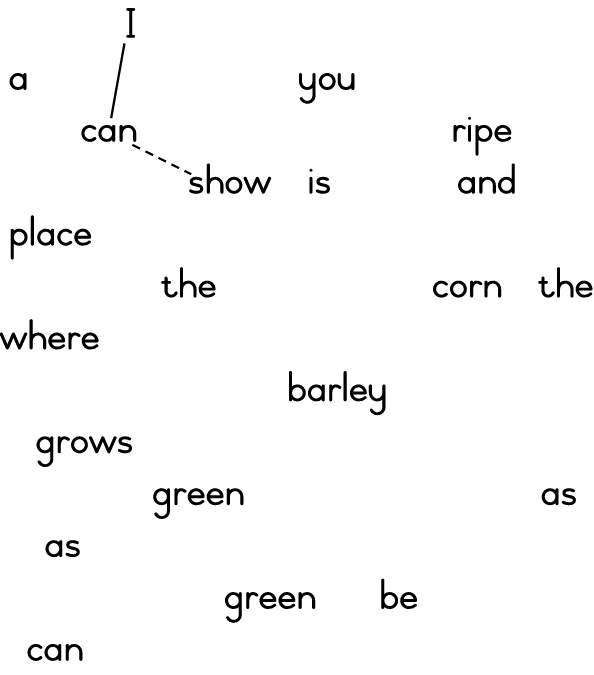 I
a you
can ripe
show is and
place
the corn the
where
barley
grows
green as
as
green be
can